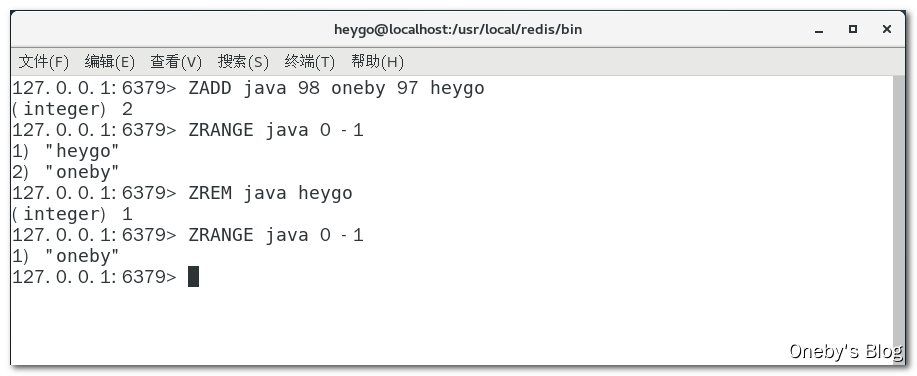 heygo@localhost:/usr/local/redis/bin
文件(F) 编辑(E) 查看(V) 搜索(S) 终端(T) 帮助(H)
127.0.0.1:6379> ZADD java 98 oneby 97 heygo
(integer) 2
127.0.0.1:6379> ZRANGE java 0 -1
1) "heygo"
2) "oneby"
127.0.0.1:6379> ZREM java heygo
(integer) 1
127.0.0.1:6379> ZRANGE java 0 -1
1) "oneby"
127.0.0.1:6379>
Oneby's Blog